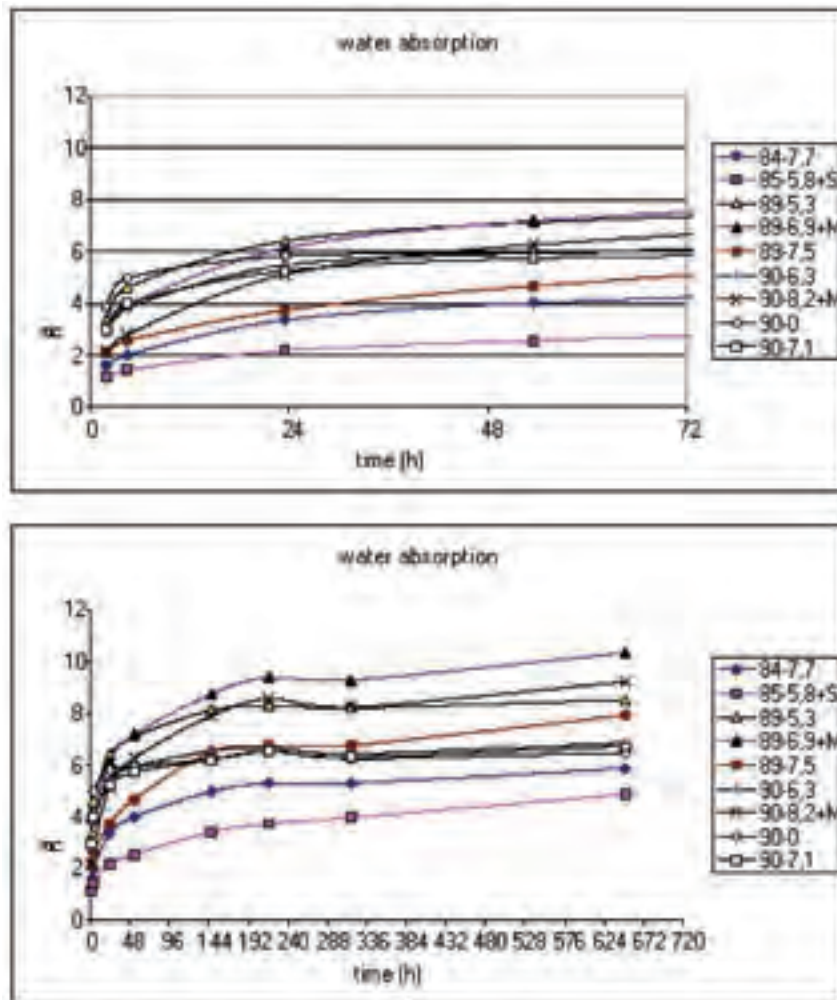 water absorption
12
10
8
6
4
2
0
0 24 48 72
time [h]
84-7,7
85-5,8+S
89-5,3
89-6,9+M
89-7,5
90-6,3
90-8,2+M
90-0
90-7,1
water absorption
12
10
8
6
4
2
0
0 48 96 144 192 240 288 336 384 432 480 528 576 624 672 720
time [h]
84-7,7
85-5,8+S
89-5,3
89-6,9+M
89-7,5
90-6,3
90-8,2+M
90-0
90-7,1